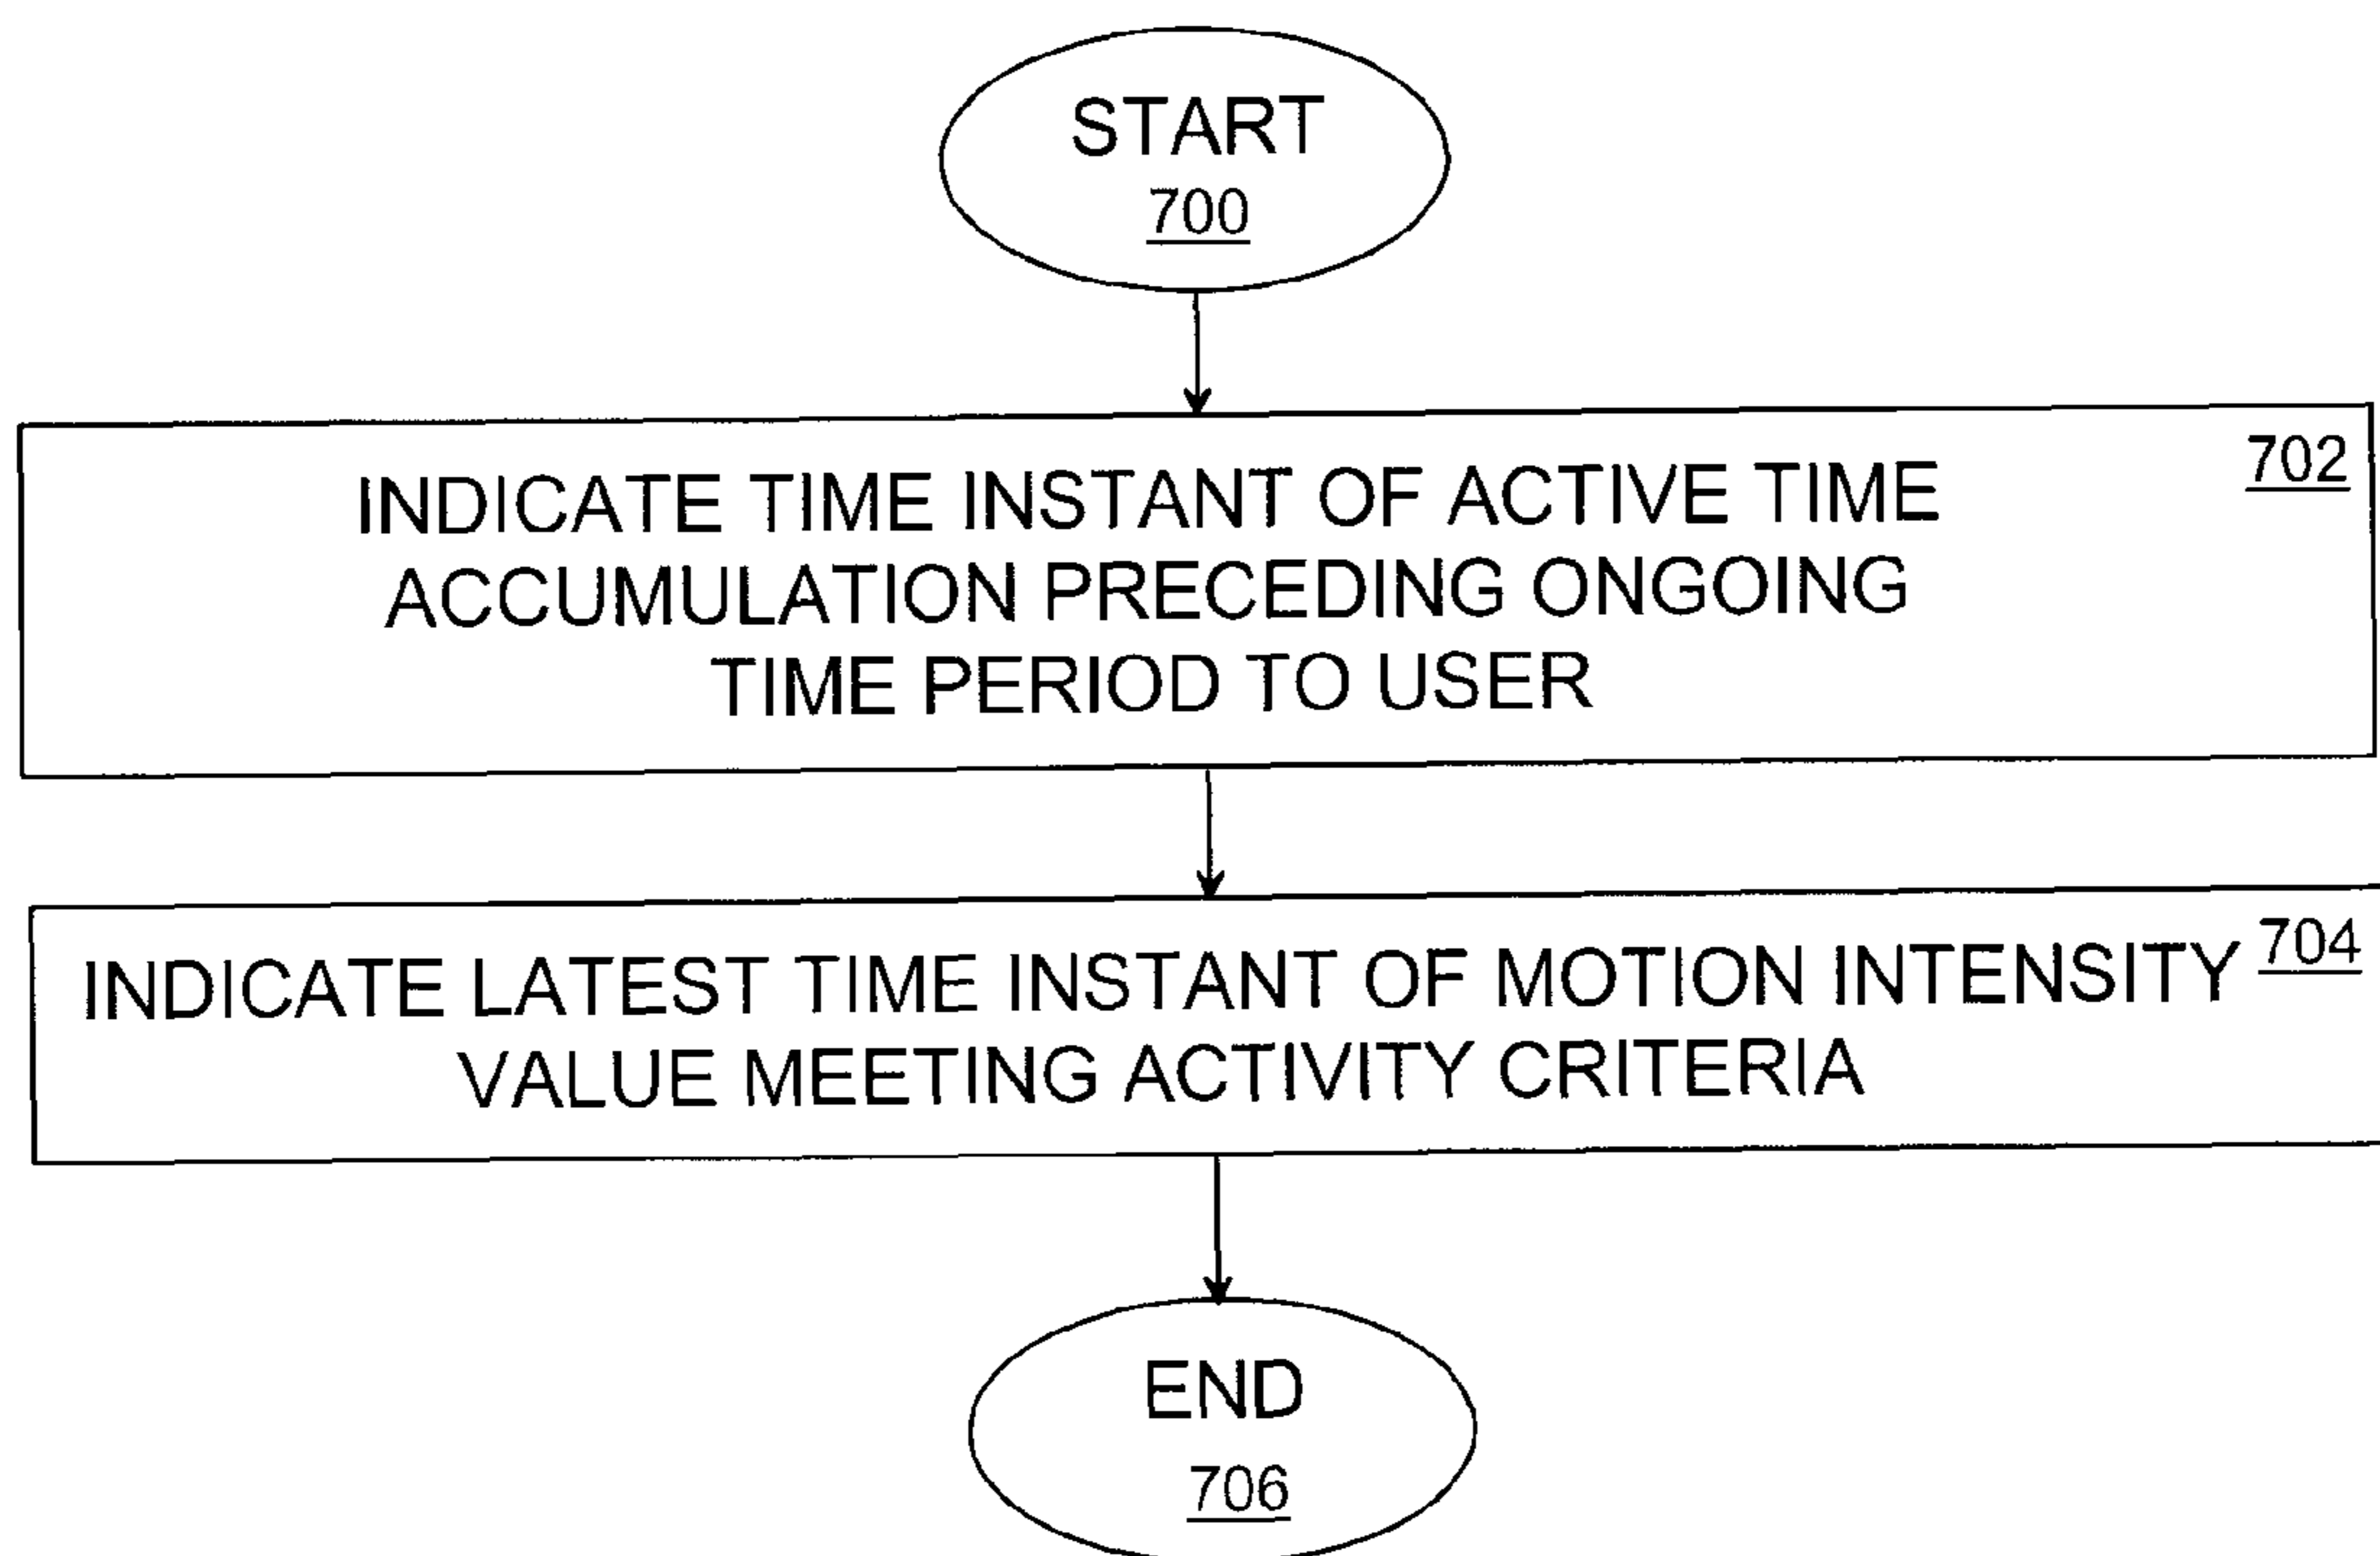 START
700
702
INDICATE TIME INSTANT OF ACTIVE TIME
ACCUMULATION PRECEDING ONGOING
TIME PERIOD TO USER
704
INDICATE LATEST TIME INSTANT OF MOTION INTENSITY
VALUE MEETING ACTIVITY CRITERIA
END
706